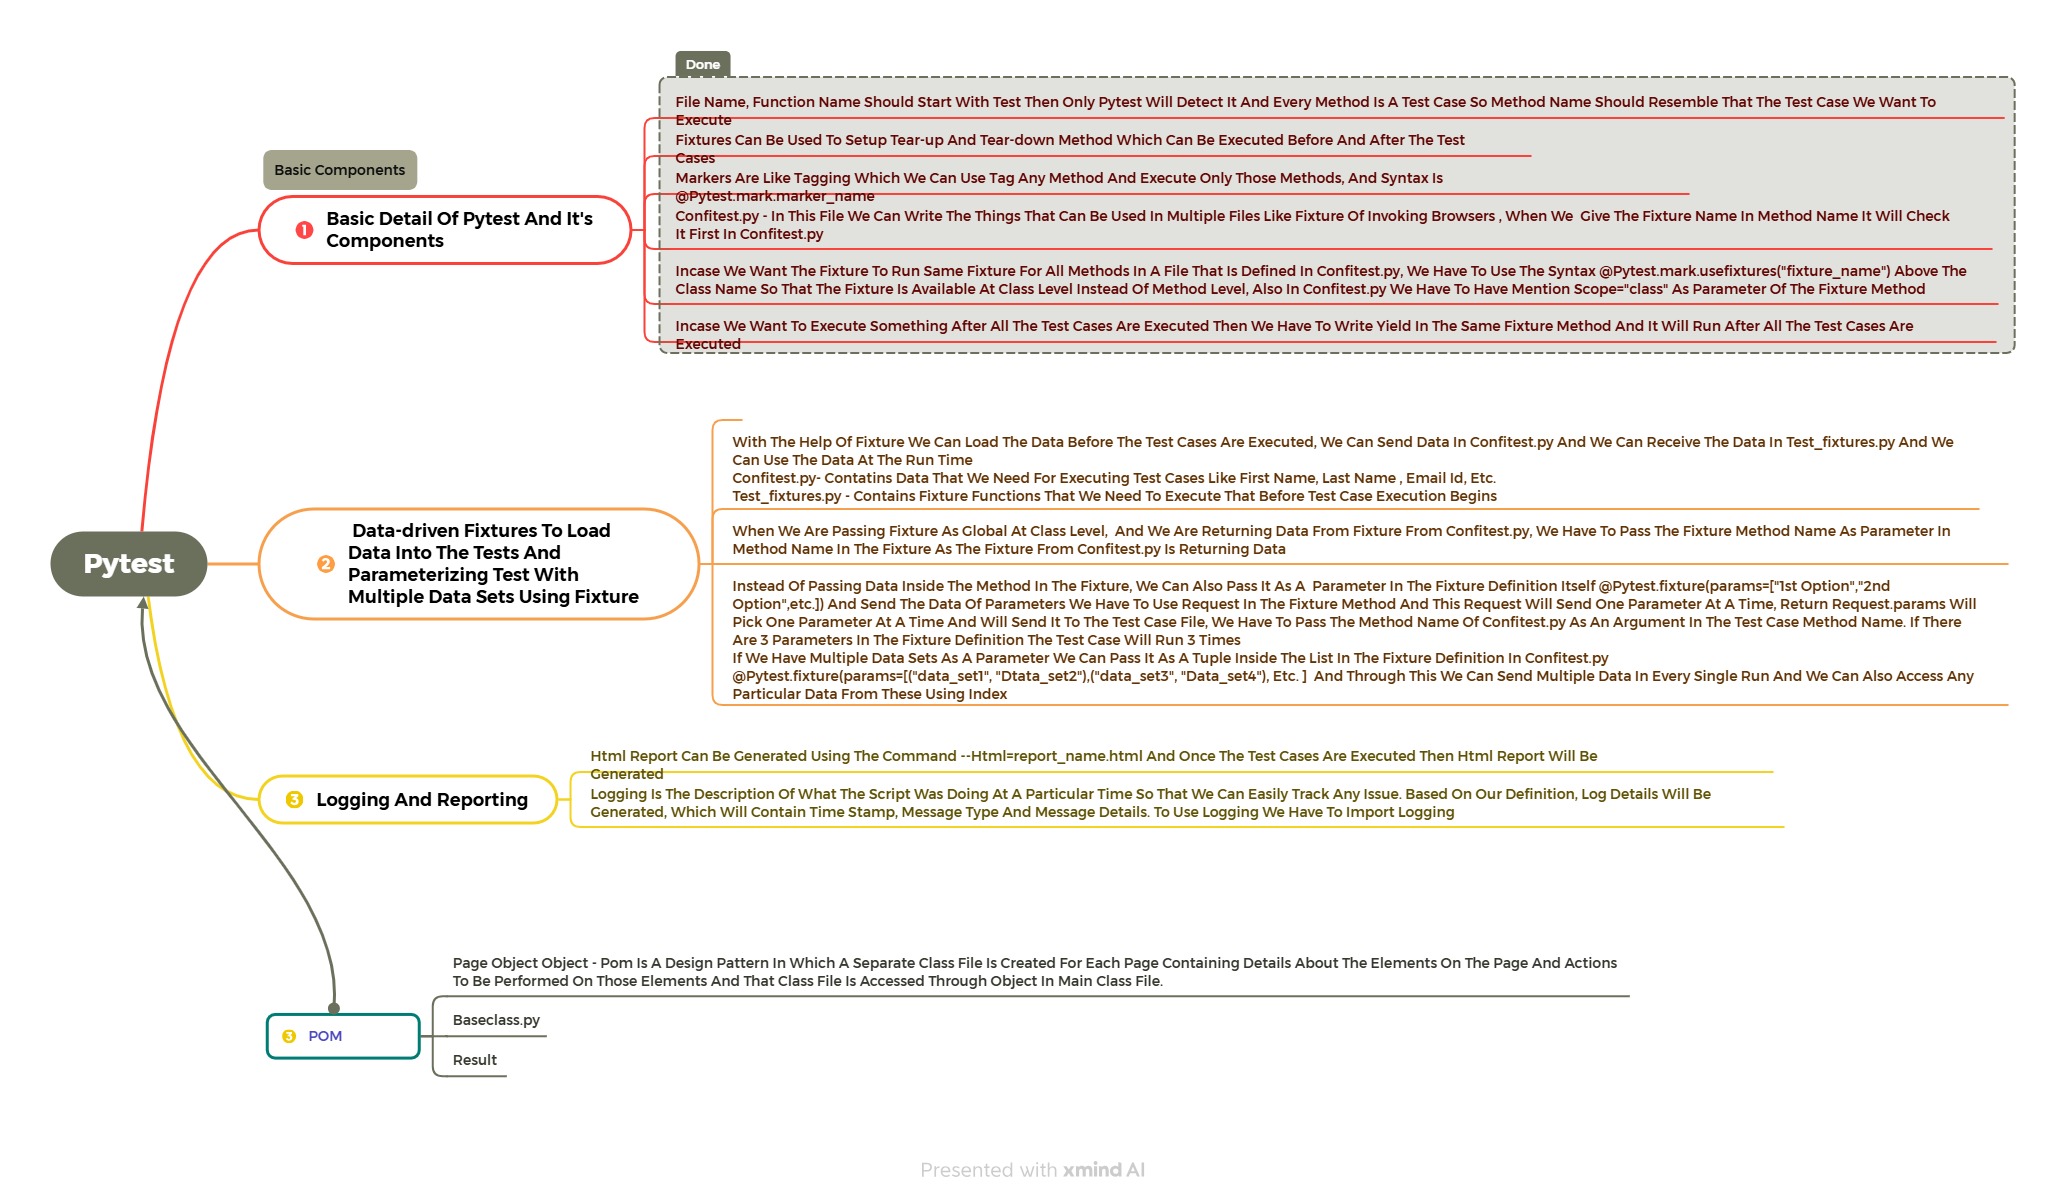 Done
File Name, Function Name Should Start With Test Then Only Pytest Will Detect It And Every Method Is A Test Case So Method Name Should Resemble That The Test Case We Want To
Execute
Fixtures Can Be Used To Setup Tear-up And Tear-down Method Which Can Be Executed Before And After The Test
Cases
Markers Are Like Tagging Which We Can Use Tag Any Method And Execute Only Those Methods, And Syntax Is
@Pytest.mark.marker_name
Confitest.py - In This File We Can Write The Things That Can Be Used In Multiple Files Like Fixture Of Invoking Browsers , When We  Give The Fixture Name In Method Name It Will Check
It First In Confitest.py
Incase We Want The Fixture To Run Same Fixture For All Methods In A File That Is Defined In Confitest.py, We Have To Use The Syntax @Pytest.mark.usefixtures("fixture_name") Above The
Class Name So That The Fixture Is Available At Class Level Instead Of Method Level, Also In Confitest.py We Have To Have Mention Scope="class" As Parameter Of The Fixture Method
Incase We Want To Execute Something After All The Test Cases Are Executed Then We Have To Write Yield In The Same Fixture Method And It Will Run After All The Test Cases Are
Executed
Basic Components
1 Basic Detail Of Pytest And It's
Components
With The Help Of Fixture We Can Load The Data Before The Test Cases Are Executed, We Can Send Data In Confitest.py And We Can Receive The Data In Test_fixtures.py And We
Can Use The Data At The Run Time
Confitest.py- Contatins Data That We Need For Executing Test Cases Like First Name, Last Name , Email Id, Etc.
Test_fixtures.py - Contains Fixture Functions That We Need To Execute That Before Test Case Execution Begins
When We Are Passing Fixture As Global At Class Level,  And We Are Returning Data From Fixture From Confitest.py, We Have To Pass The Fixture Method Name As Parameter In
Method Name In The Fixture As The Fixture From Confitest.py Is Returning Data
Instead Of Passing Data Inside The Method In The Fixture, We Can Also Pass It As A  Parameter In The Fixture Definition Itself @Pytest.fixture(params=["1st Option","2nd
Option",etc.]) And Send The Data Of Parameters We Have To Use Request In The Fixture Method And This Request Will Send One Parameter At A Time, Return Request.params Will
Pick One Parameter At A Time And Will Send It To The Test Case File, We Have To Pass The Method Name Of Confitest.py As An Argument In The Test Case Method Name. If There
Are 3 Parameters In The Fixture Definition The Test Case Will Run 3 Times
If We Have Multiple Data Sets As A Parameter We Can Pass It As A Tuple Inside The List In The Fixture Definition In Confitest.py
@Pytest.fixture(params=[("data_set1", "Dtata_set2"),("data_set3", "Data_set4"), Etc. ]  And Through This We Can Send Multiple Data In Every Single Run And We Can Also Access Any
Particular Data From These Using Index
Pytest
2 Data-driven Fixtures To Load
Data Into The Tests And
Parameterizing Test With
Multiple Data Sets Using Fixture
Html Report Can Be Generated Using The Command --Html=report_name.html And Once The Test Cases Are Executed Then Html Report Will Be
Generated
Logging Is The Description Of What The Script Was Doing At A Particular Time So That We Can Easily Track Any Issue. Based On Our Definition, Log Details Will Be
Generated, Which Will Contain Time Stamp, Message Type And Message Details. To Use Logging We Have To Import Logging
3 Logging And Reporting
Page Object Object - Pom Is A Design Pattern In Which A Separate Class File Is Created For Each Page Containing Details About The Elements On The Page And Actions
To Be Performed On Those Elements And That Class File Is Accessed Through Object In Main Class File.
Baseclass.py
3 POM
Result
Presented with xmind AI